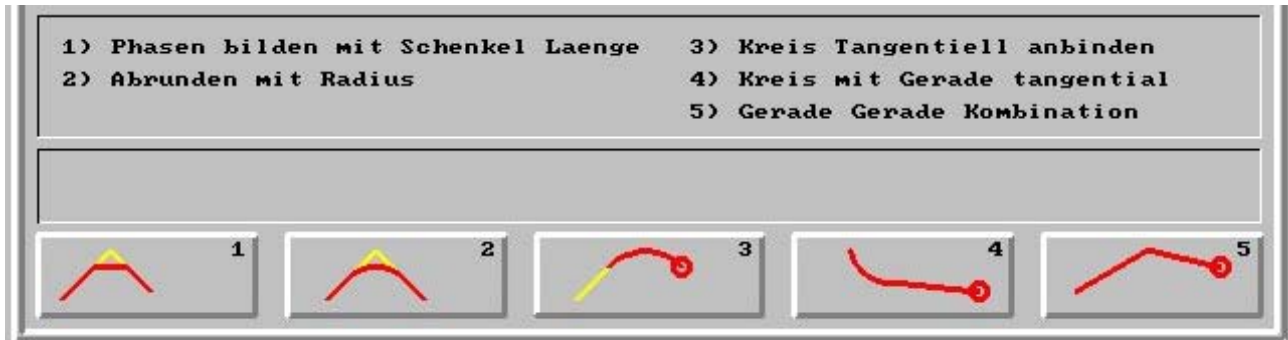 1) Phasen bilden mit Schenkel Laenge
2) Abrunden mit Radius
3) Kreis Tangentiell anbinden
4) Kreis mit Gerade tangential
5) Gerade Gerade Kombination
1
2
3
4
5